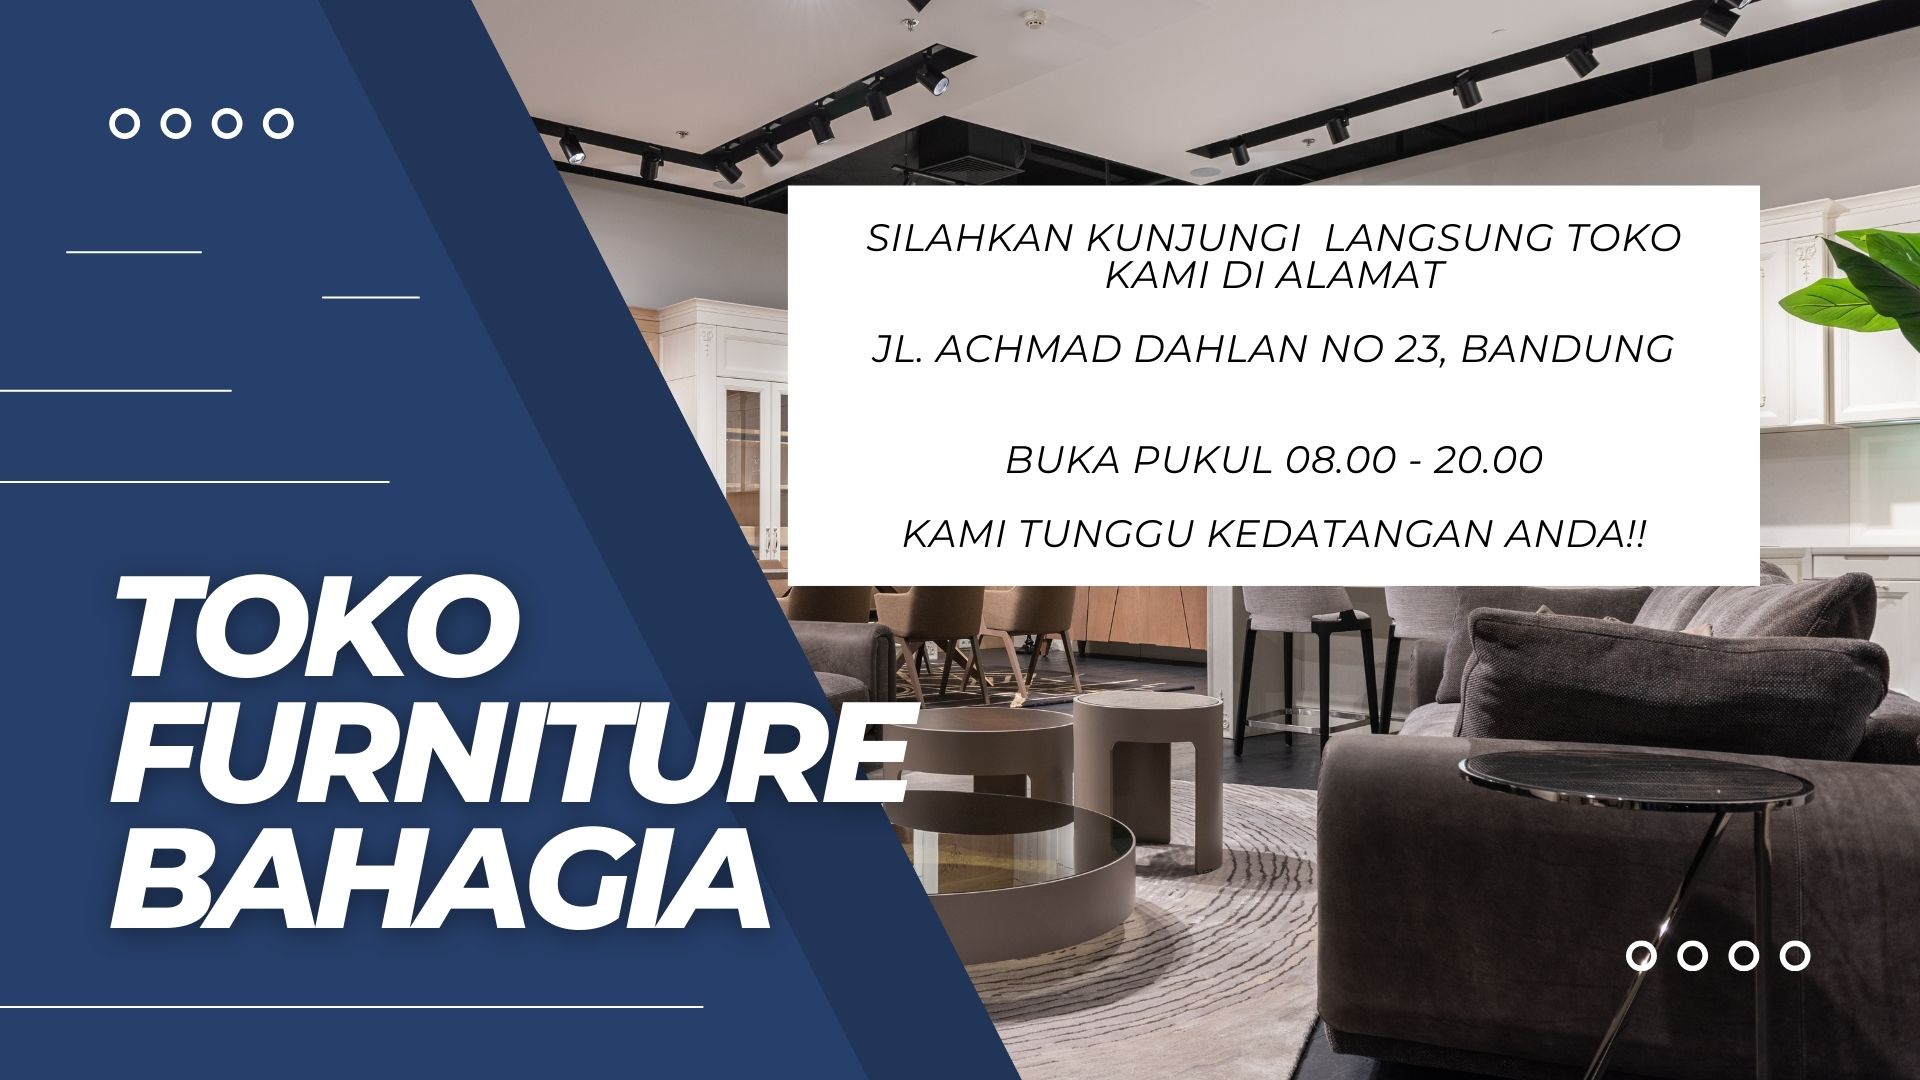 SILAHKAN KUNJUNGI LANGSUNG TOKO
KAMI DI ALAMAT
JL. ACHMAD DAHLAN NO 23, BANDUNG
BUKA PUKUL 08.00 - 20.00
KAMI TUNGGU KEDATANGAN ANDA!!
TOKO
FURNITURE
BAHAGIA